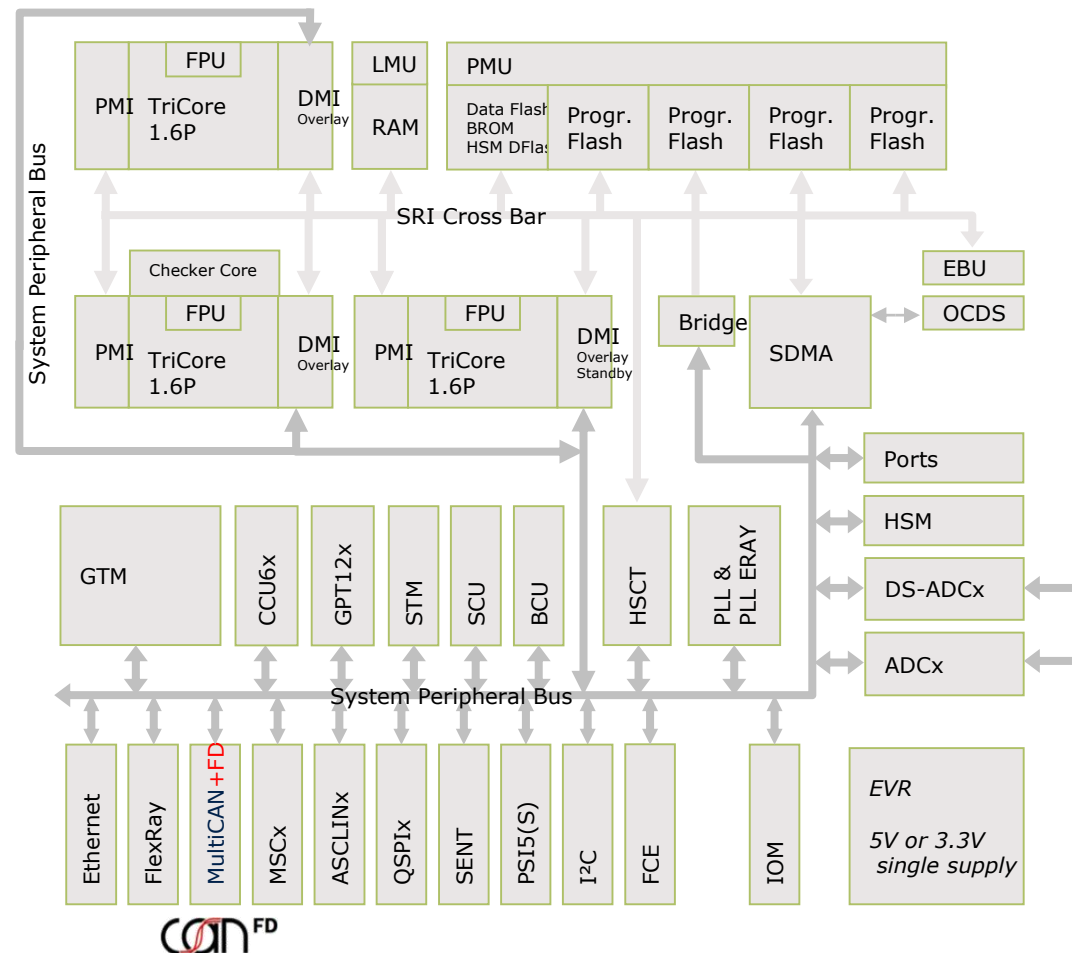 FPU
PMI
TriCore
1.6P
DMI
Overlay
LMU
RAM
PMU
Data Flash
BROM
HSM DFlas
Progr.
Flash
Progr.
Flash
Progr.
Flash
Progr.
Flash
System Peripheral Bus
SRI Cross Bar
Checker Core
FPU
PMI
TriCore
1.6P
DMI
Overlay
FPU
PMI
TriCore
1.6P
DMI
Overlay
Standby
Bridge
SDMA
EBU
OCDS
Ports
HSM
DS-ADCx
ADCx
GTM
CCU6x
GPT12x
STM
SCU
BCU
HSCT
PLL &
PLL ERAY
System Peripheral Bus
Ethernet
FlexRay
MultiCAN+FD
MSCx
ASCLINx
QSPIx
SENT
PSI5(S)
I²C
FCE
IOM
EVR
5V or 3.3V
single supply
CAN FD